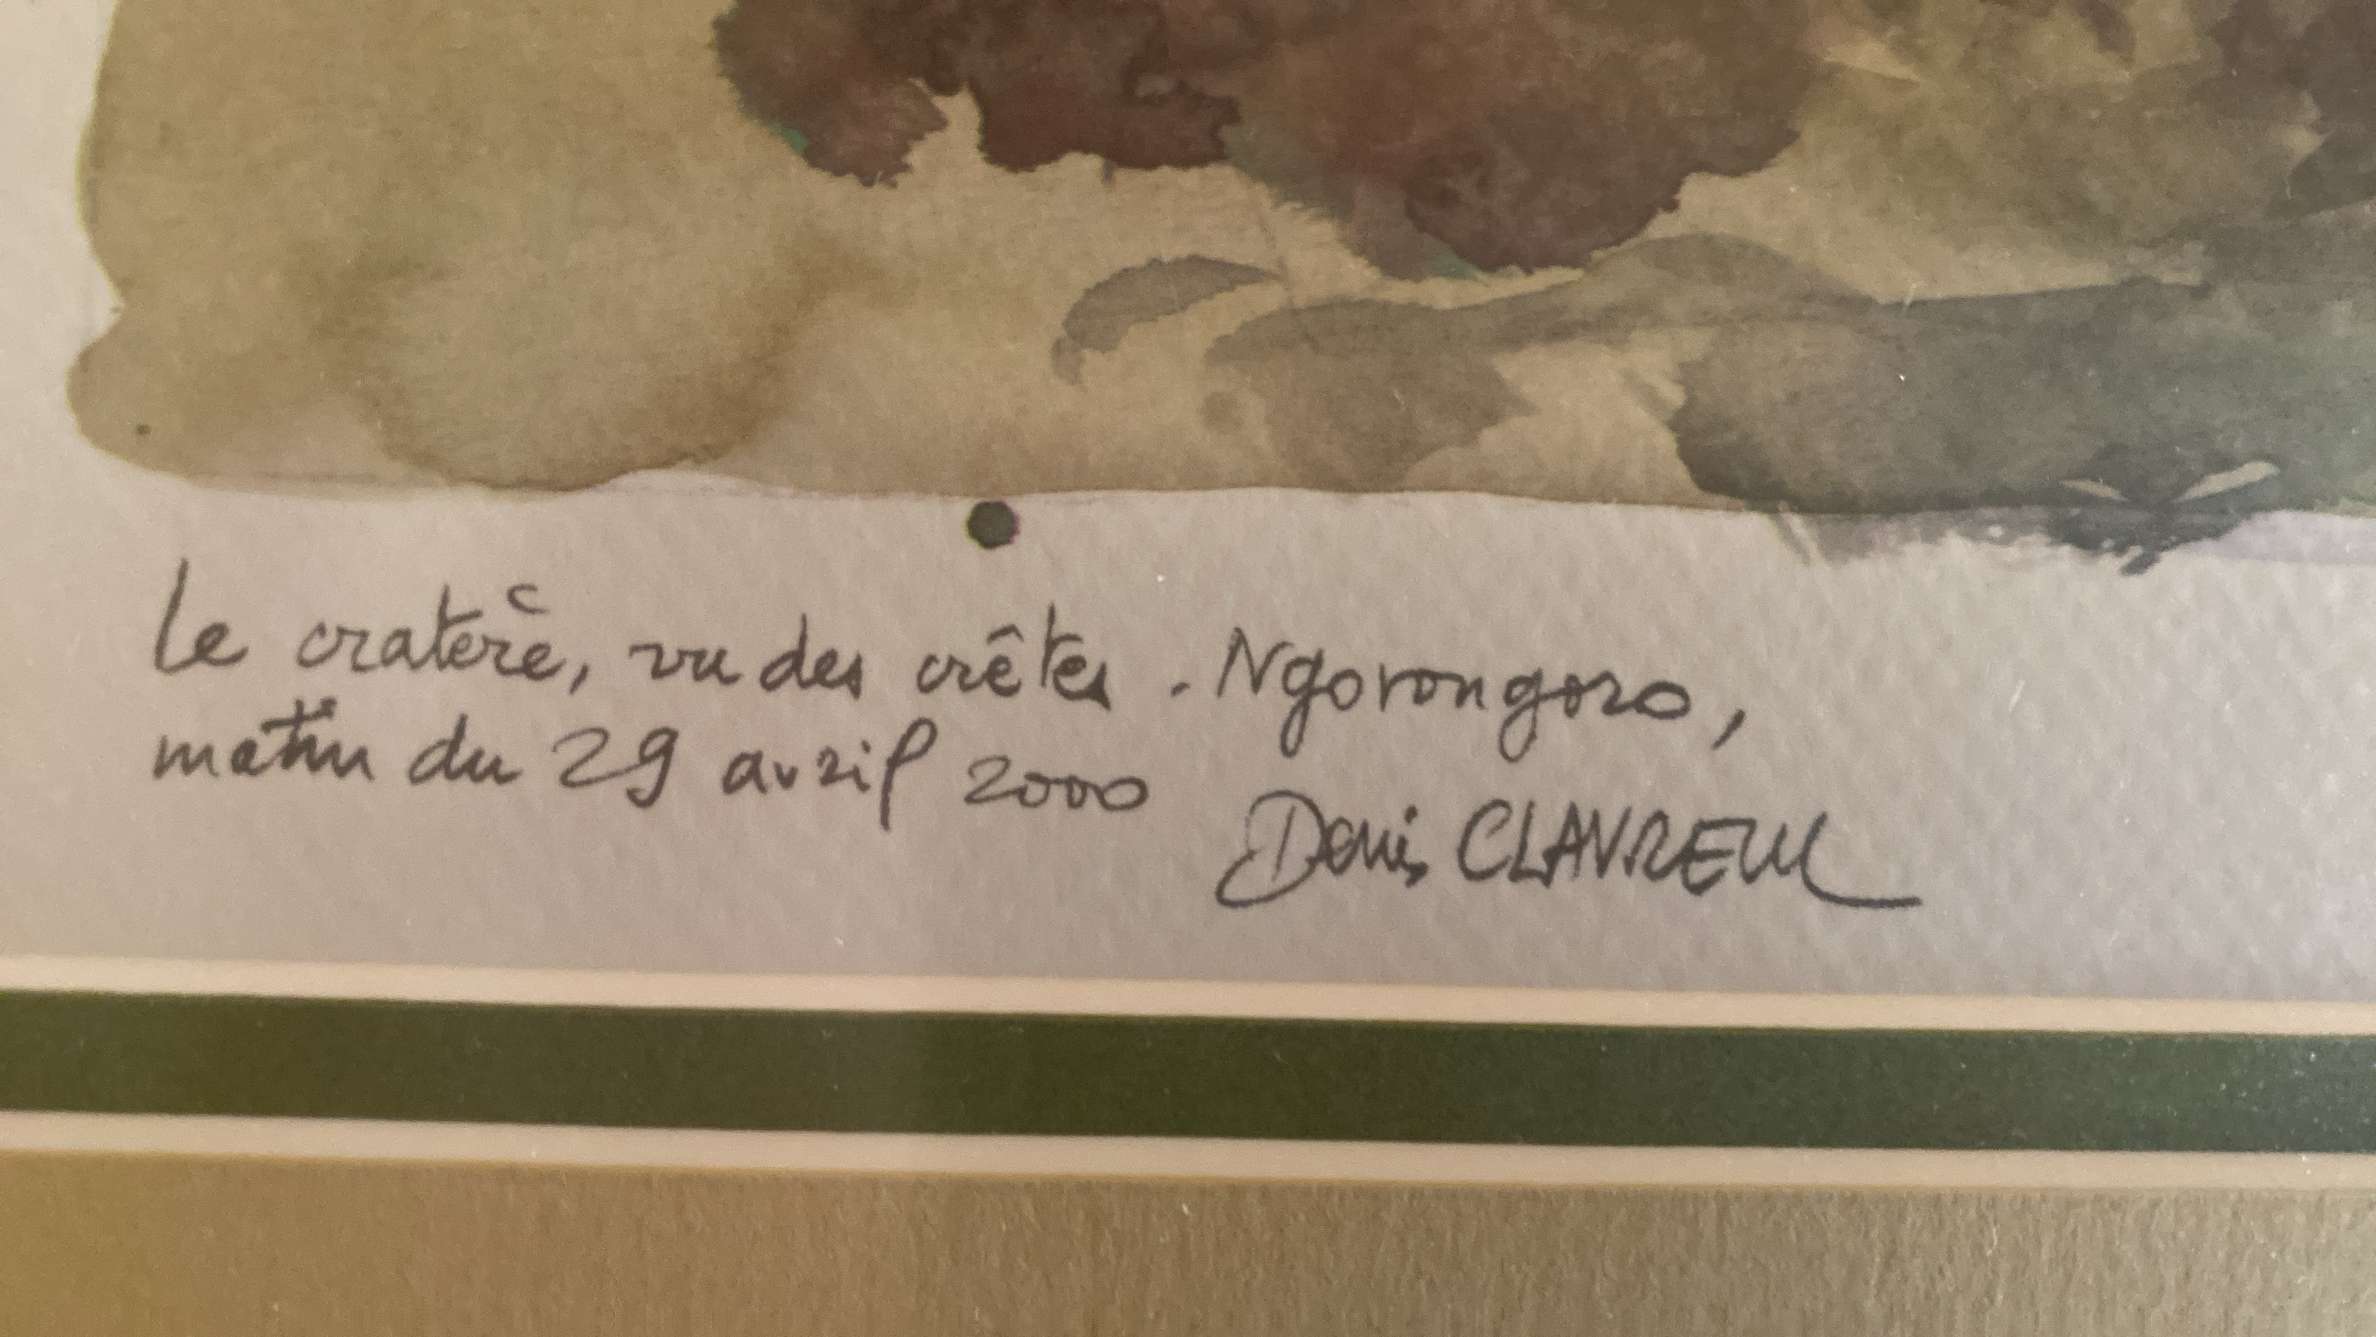 Le cratère, vu des crêtes. Ngorongoro,
matin du 29 avril 2000
Denis CLAVREUL